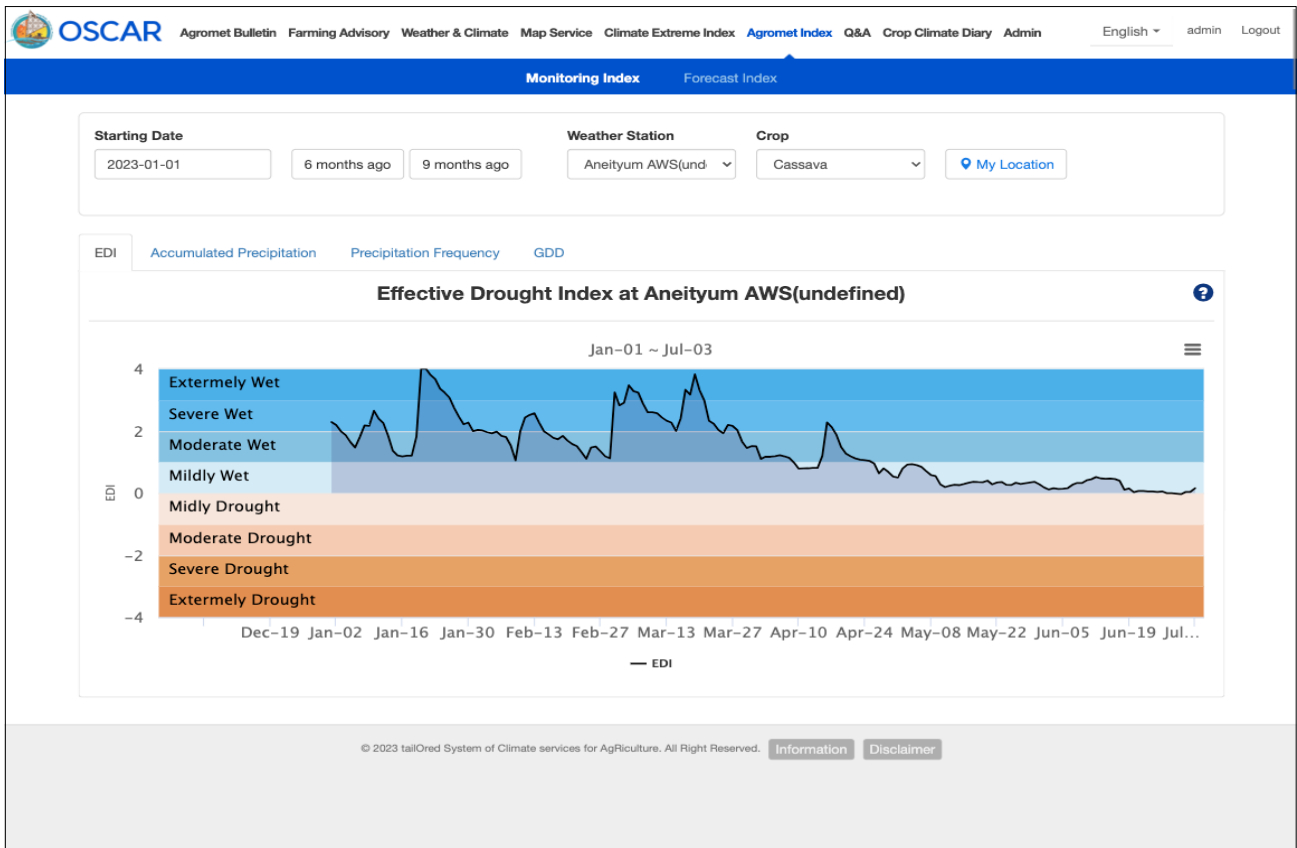 OSCAR Agromet Bulletin Farming Advisory Weather & Climate Map Service Climate Extreme Index Agromet Index Q&A Crop Climate Diary Admin English admin Logout
Monitoring Index Forecast Index
Starting Date Weather Station Crop
2023-01-01 6 months ago 9 months ago Aneityum AWS(und Cassava My Location
EDI Accumulated Precipitation Precipitation Frequency GDD
Effective Drought Index at Aneityum AWS(undefined) ?
Jan-01 ~ Jul-03
4
Extermely Wet
Severe Wet
2
Moderate Wet
Mildly Wet
EDI
0
Midly Drought
Moderate Drought
-2
Severe Drought
Extermely Drought
-4
Dec-19 Jan-02 Jan-16 Jan-30 Feb-13 Feb-27 Mar-13 Mar-27 Apr-10 Apr-24 May-08 May-22 Jun-05 Jun-19 Jul...
EDI
© 2023 tailOred System of Climate services for AgRiculture. All Right Reserved. Information Disclaimer